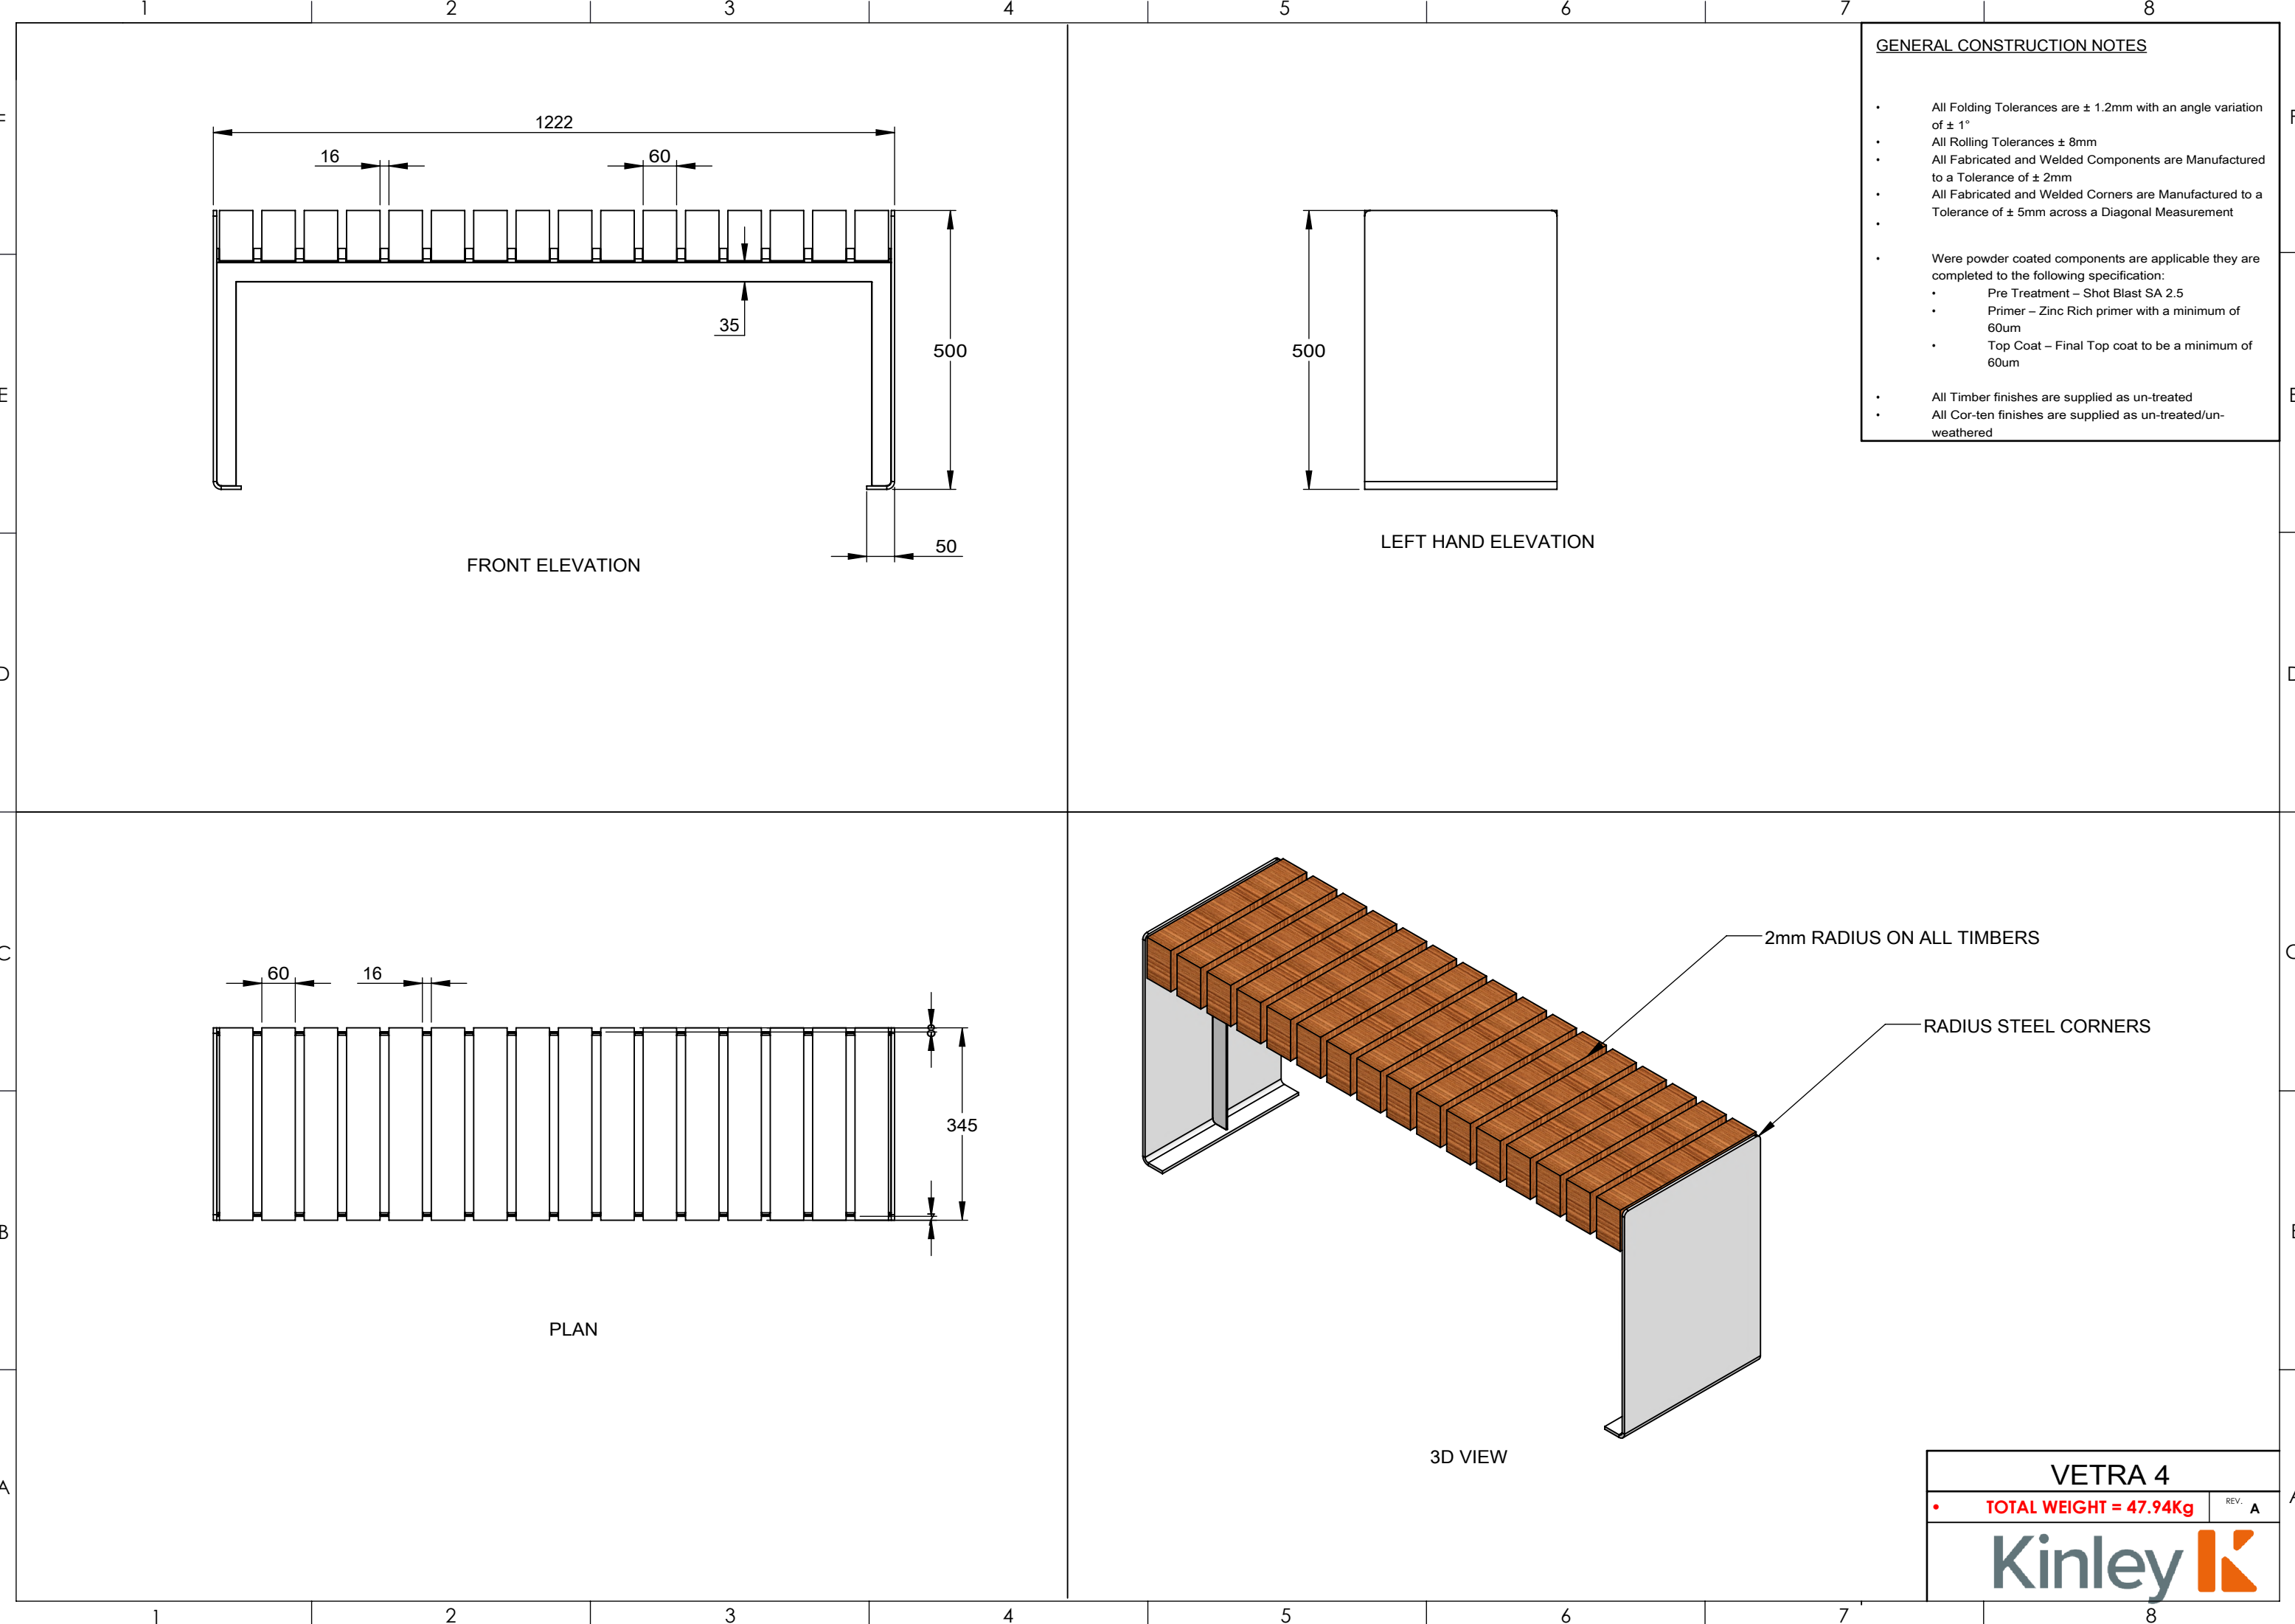 1 2 3 4 5 6 7 8
GENERAL CONSTRUCTION NOTES
• All Folding Tolerances are ± 1.2mm with an angle variation
of ± 1°
• All Rolling Tolerances ± 8mm
• All Fabricated and Welded Components are Manufactured
to a Tolerance of ± 2mm
• All Fabricated and Welded Corners are Manufactured to a
Tolerance of ± 5mm across a Diagonal Measurement
•
• Were powder coated components are applicable they are
completed to the following specification:
• Pre Treatment – Shot Blast SA 2.5
• Primer – Zinc Rich primer with a minimum of
60um
• Top Coat – Final Top coat to be a minimum of
60um
• All Timber finishes are supplied as un-treated
• All Cor-ten finishes are supplied as un-treated/un-
weathered
1222
16
60
35
500
50
FRONT ELEVATION
500
LEFT HAND ELEVATION
E
D
C
B
A
60
16
8
345
7
PLAN
2mm RADIUS ON ALL TIMBERS
RADIUS STEEL CORNERS
3D VIEW
VETRA 4
• TOTAL WEIGHT = 47.94Kg
REV. A
Kinley K
1 2 3 4 5 6 7 8